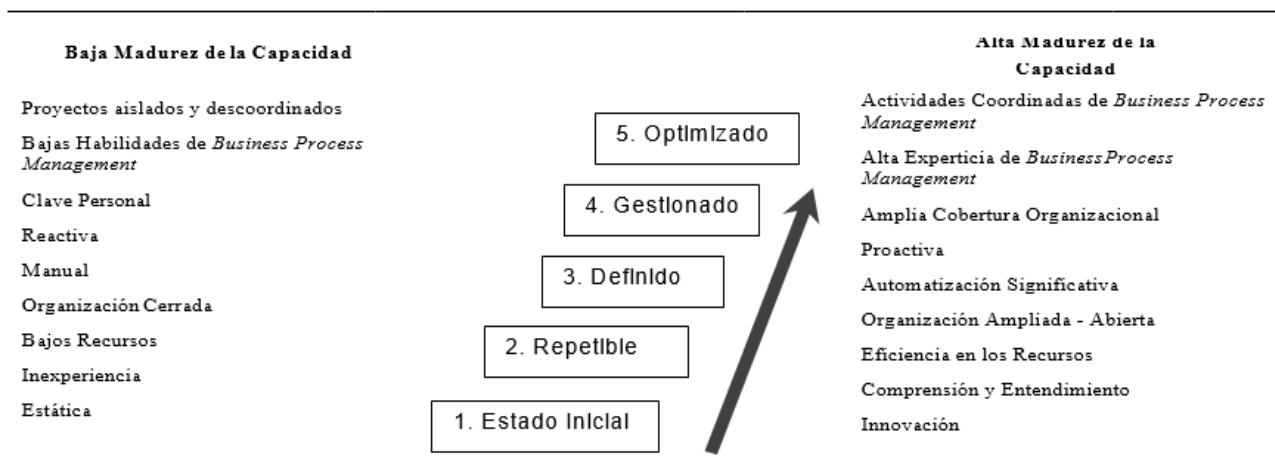 Baja Madurez de la Capacidad
Proyectos aislados y descoordinados
Bajas Habilidades de Business Process
Management
Clave Personal
Reactiva
Manual
Organización Cerrada
Bajos Recursos
Inexperiencia
Estática
5. Optimizado
4. Gestionado
3. Definido
2. Repetible
1. Estado Inicial
Alta Madurez de la
Capacidad
Actividades Coordinadas de Business Process
Management
Alta Experticia de Business Process
Management
Amplia Cobertura Organizacional
Proactiva
Automatización Significativa
Organización Ampliada - Abierta
Eficiencia en los Recursos
Comprensión y Entendimiento
Innovación